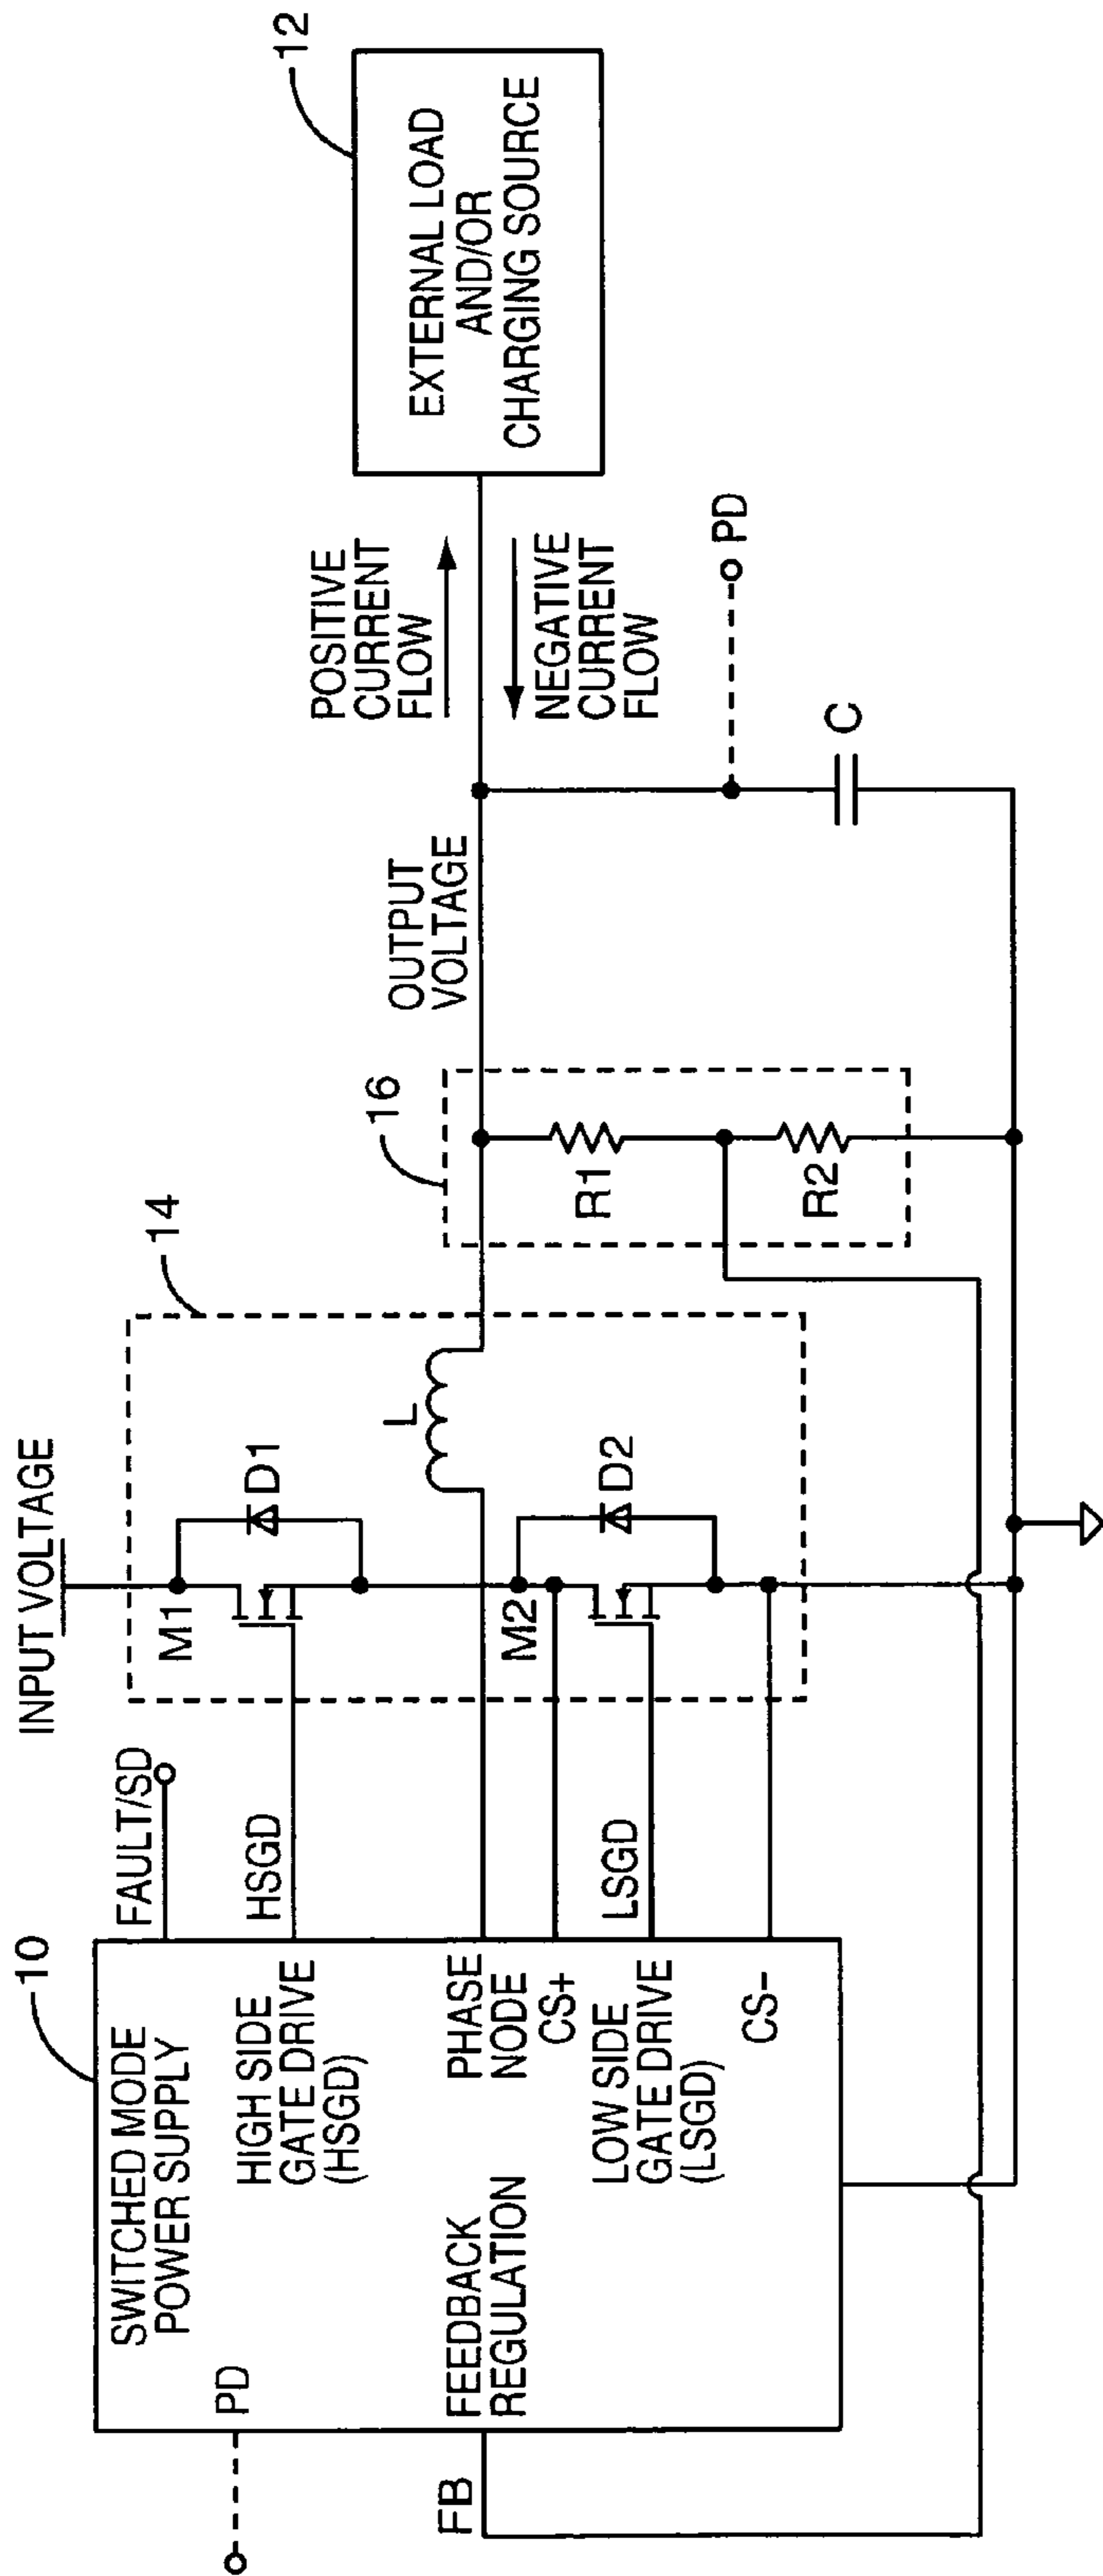 SWITCHED MODE
POWER SUPPLY
10
PD
FAULT/SD
HIGH SIDE
GATE DRIVE
(HSGD)
HSGD
FEEDBACK
REGULATION
FB
PHASE
NODE
CS+
LOW SIDE
GATE DRIVE
(LSGD)
LSGD
CS-
INPUT VOLTAGE
14
M1
D1
L
M2
D2
16
R1
R2
OUTPUT
VOLTAGE
POSITIVE
CURRENT
FLOW
NEGATIVE
CURRENT
FLOW
PD
C
12
EXTERNAL LOAD
AND/OR
CHARGING SOURCE